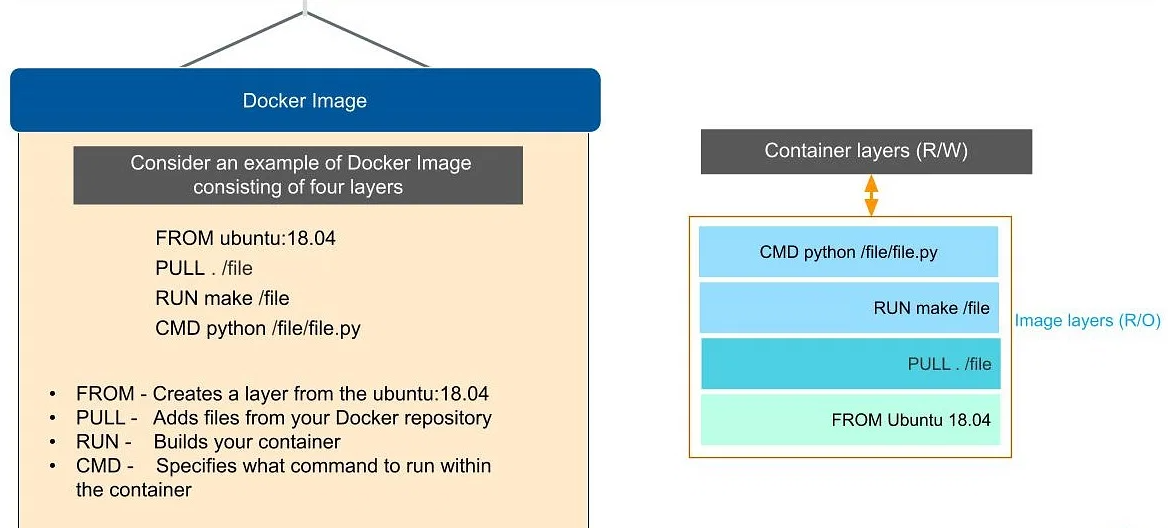 Docker Image
Consider an example of Docker Image
consisting of four layers
FROM ubuntu:18.04
PULL . /file
RUN make /file
CMD python /file/file.py
• FROM - Creates a layer from the ubuntu:18.04
• PULL - Adds files from your Docker repository
• RUN - Builds your container
• CMD - Specifies what command to run within
the container
Container layers (R/W)
CMD python /file/file.py
RUN make /file
PULL . /file
FROM Ubuntu 18.04
Image layers (R/O)